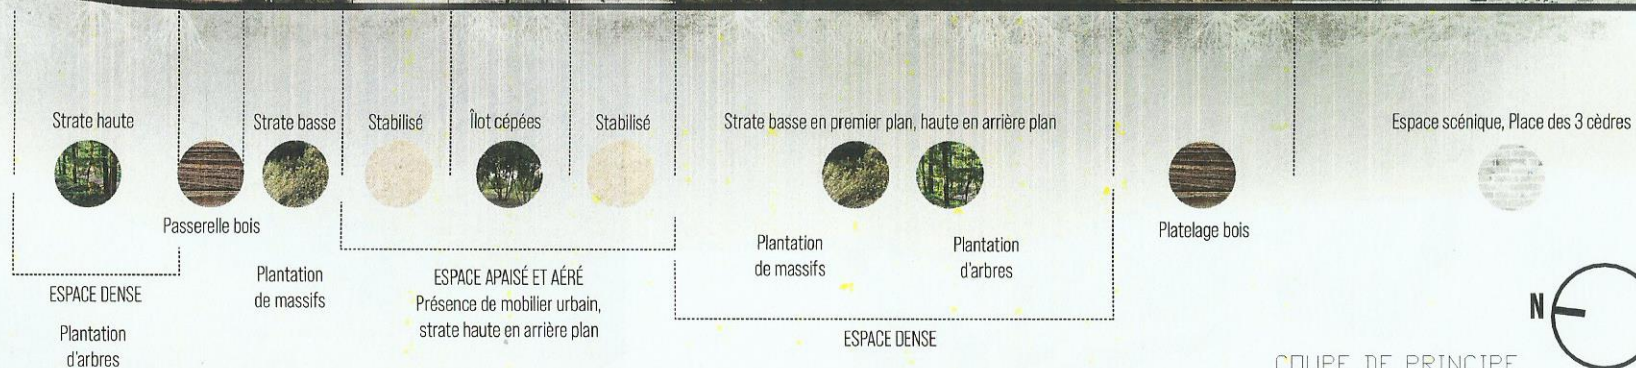 Strate haute
Passerelle bois
Strate basse
Stabilisé
Îlot cépées
Stabilisé
Strate basse en premier plan, haute en arrière plan
Espace scénique, Place des 3 cèdres
Platelage bois
Plantation
de massifs
Plantation
d'arbres
ESPACE DENSE
Plantation
d'arbres
Plantation
de massifs
ESPACE APAISÉ ET AÉRÉ
Présence de mobilier urbain,
strate haute en arrière plan
ESPACE DENSE
N
COUPE DE PRINCIPE